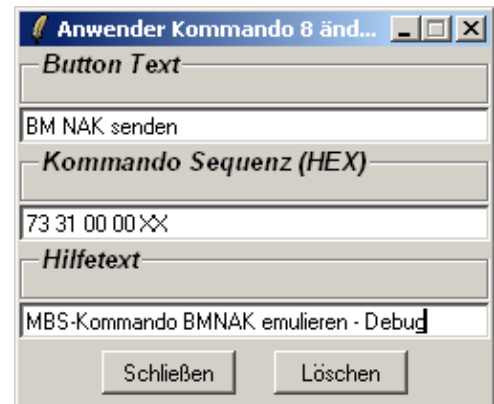 Anwender Kommando 8 änd...
Button Text
BM NAK senden
Kommando Sequenz (HEX)
73 31 00 00 XX
Hilfetext
MBS-Kommando BMNAK emulieren - Debug
Schließen Löschen